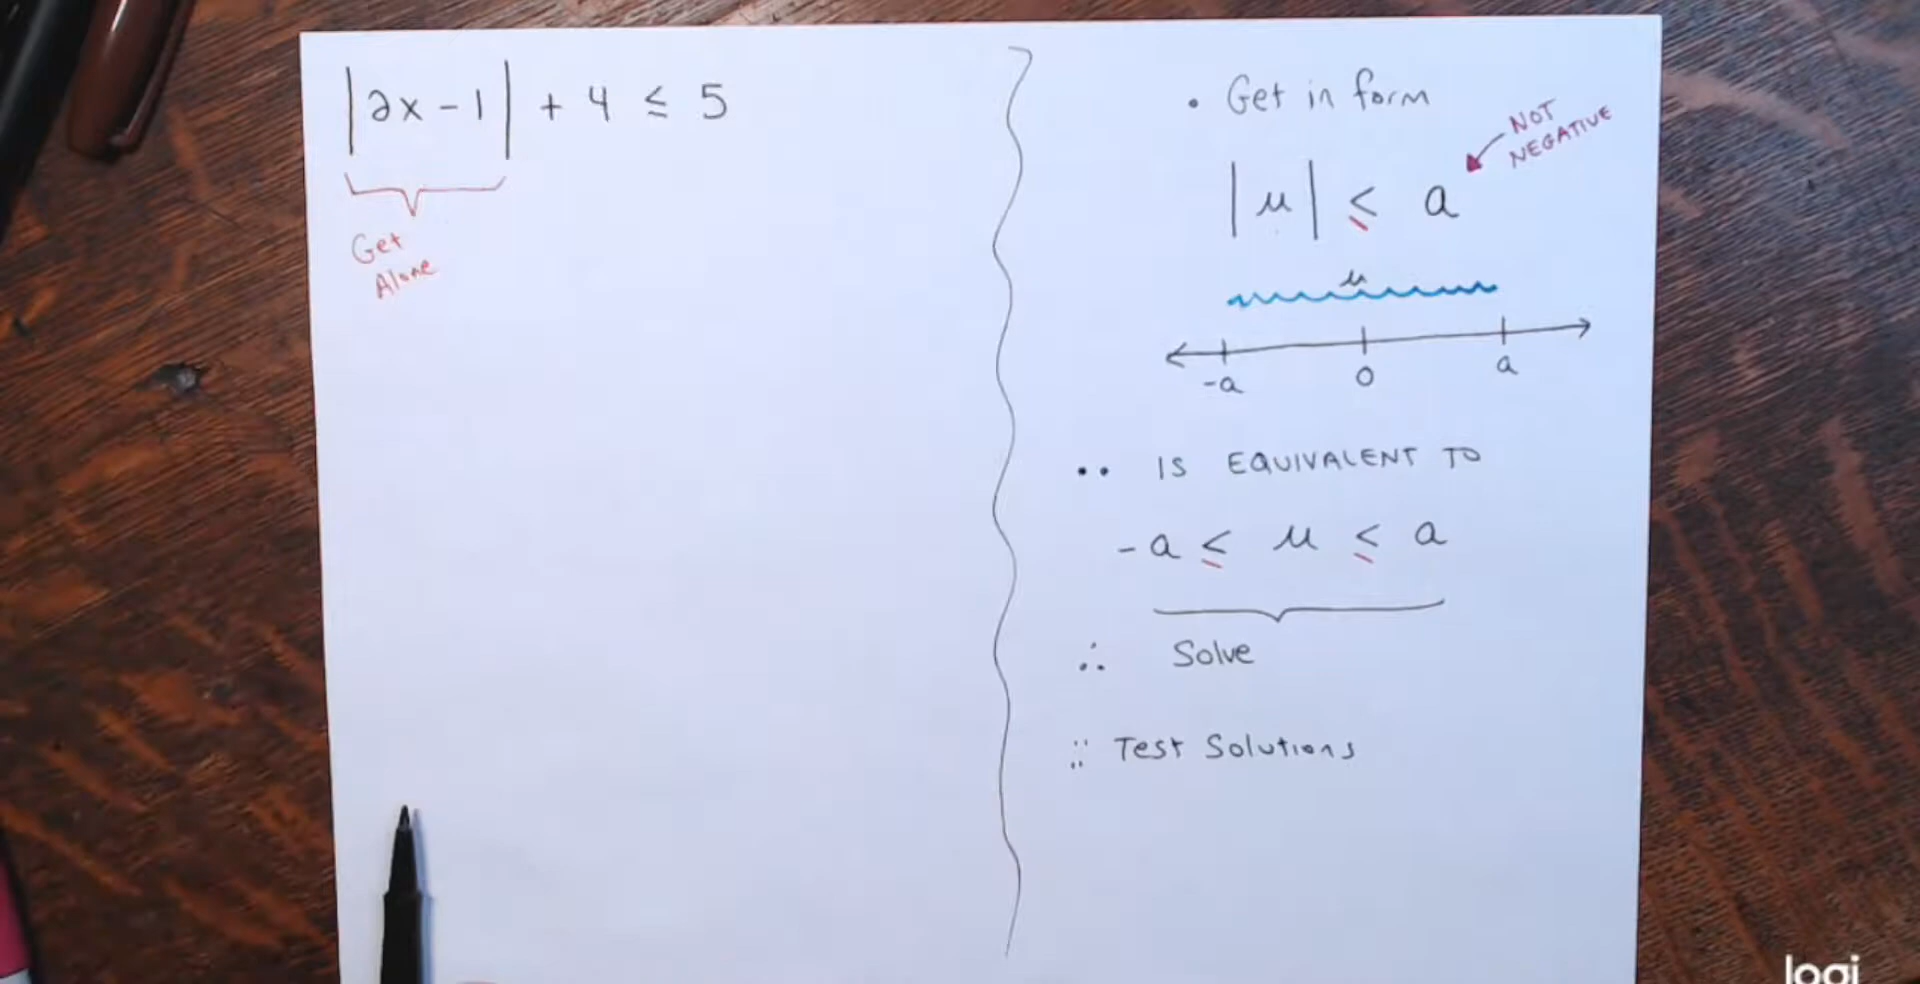 |2x - 1| + 4 ≤ 5
Get
Alone
• Get in form
NOT
NEGATIVE
|u| ≤ a
u
-a 0 a
•• IS EQUIVALENT TO
-a ≤ u ≤ a
∴ Solve
:: Test Solutions
logi